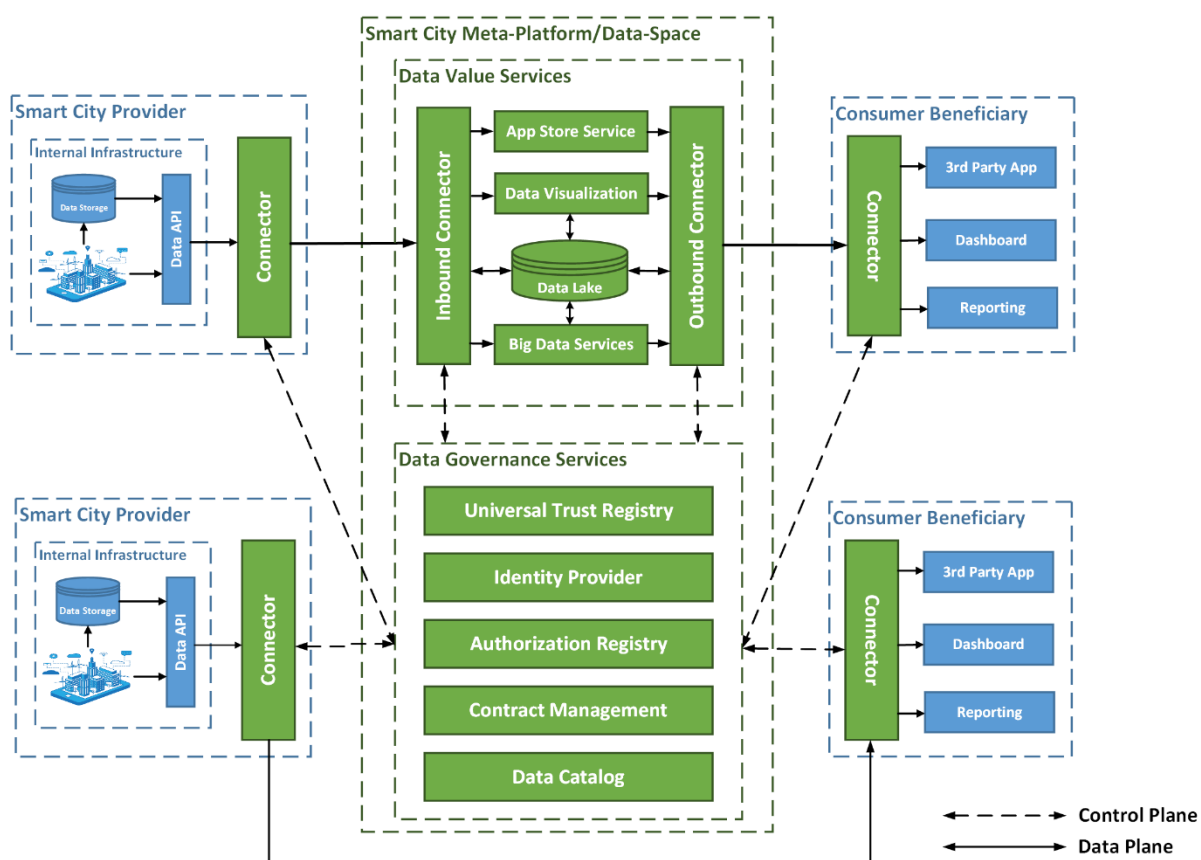 Smart City Meta-Platform/Data-Space
Data Value Services
Inbound Connector
App Store Service
Data Visualization
Data Lake
Big Data Services
Outbound Connector
Smart City Provider
Internal Infrastructure
Data Storage
Data API
Connector
Consumer Beneficiary
Connector
3rd Party App
Dashboard
Reporting
Data Governance Services
Universal Trust Registry
Identity Provider
Authorization Registry
Contract Management
Data Catalog
Smart City Provider
Internal Infrastructure
Data Storage
Data API
Connector
Consumer Beneficiary
Connector
3rd Party App
Dashboard
Reporting
Control Plane
Data Plane